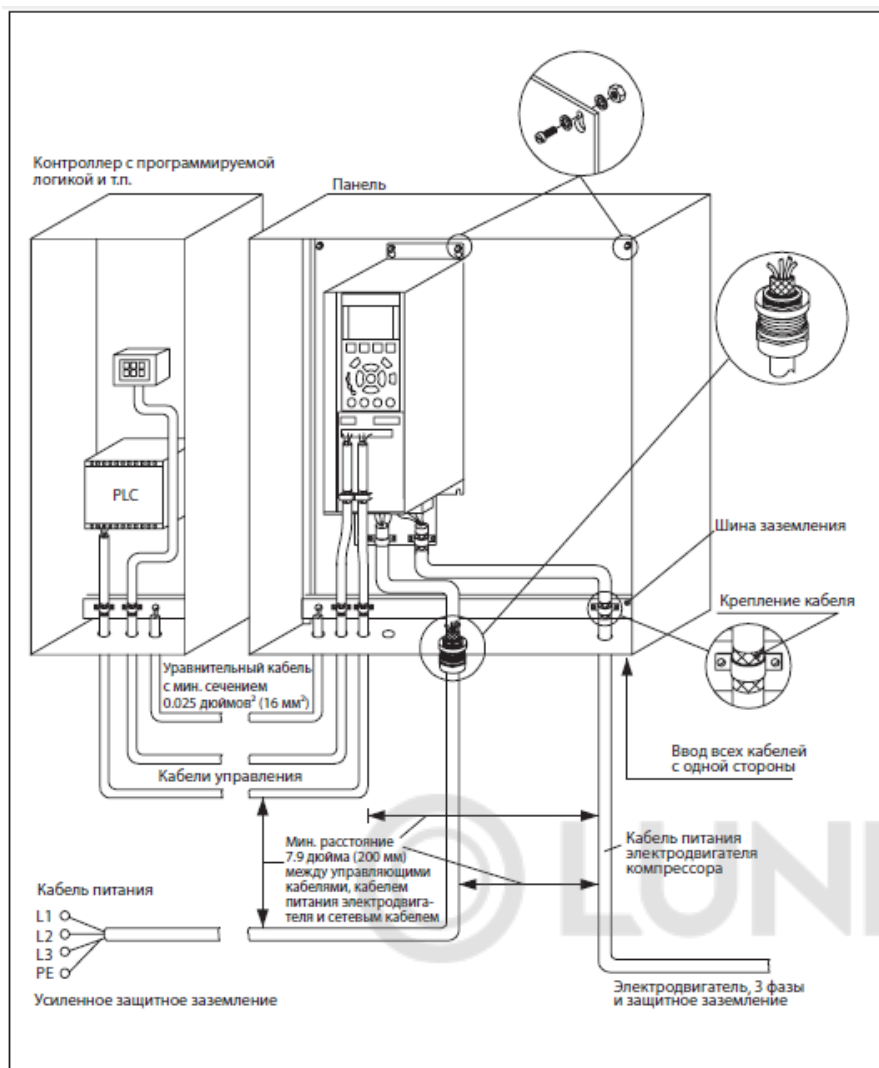 Контроллер с программируемой
логикой и т.п.
Панель
PLC
Шина заземления
Крепление кабеля
Уравнительный кабель
с мин. сечением
0.025 дюймов² (16 мм²)
Ввод всех кабелей
с одной стороны
Кабели управления
Мин. расстояние
7.9 дюйма (200 мм)
между управляющими
кабелями, кабелем
питания электродвига-
теля и сетевым кабелем
Кабель питания
электродвигателя
компрессора
Кабель питания
L1
L2
L3
PE
Усиленное защитное заземление
Электродвигатель, 3 фазы
и защитное заземление